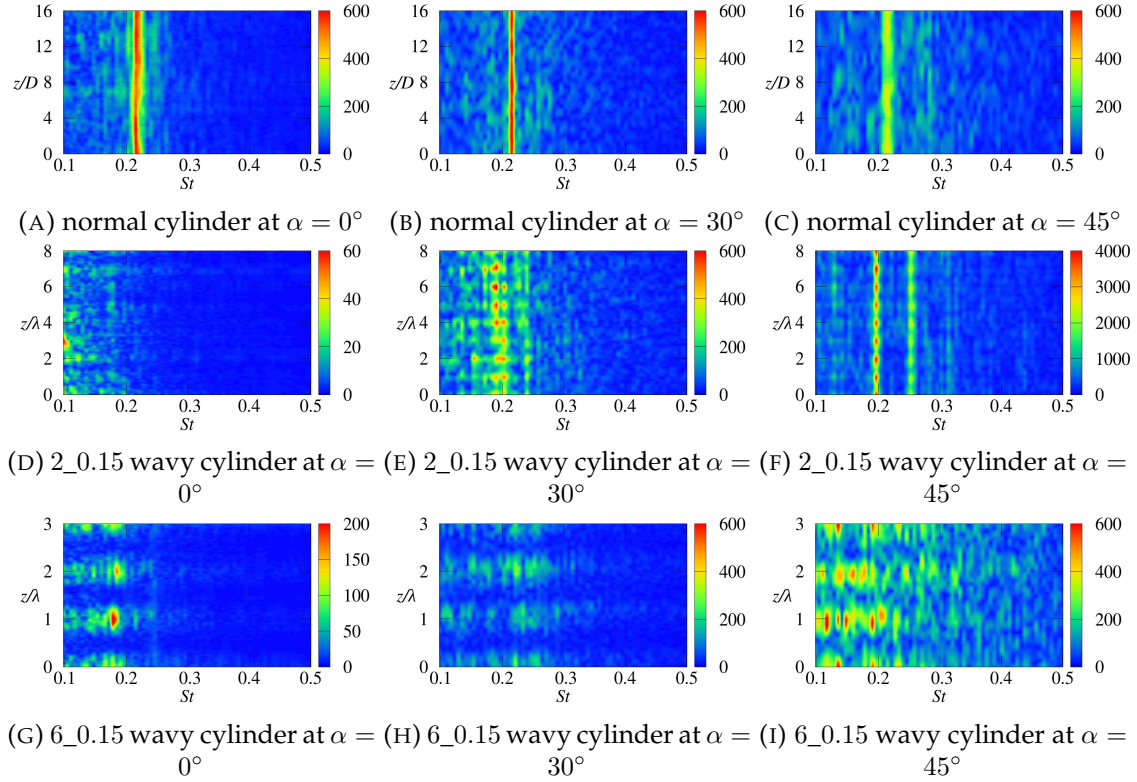 16 600 16 600 16 600
12 12 12
400 400 400
z/D 8 z/D 8 z/D 8
200 200 200
4 4 4
0 0 0 0 0 0
0.1 0.2 0.3 0.4 0.5 0.1 0.2 0.3 0.4 0.5 0.1 0.2 0.3 0.4 0.5
St St St
(A) normal cylinder at α = 0° (B) normal cylinder at α = 30° (C) normal cylinder at α = 45°
8 60 8 600 8 4000
6 6 6 3000
40 400
z/λ 4 z/λ 4 z/λ 4 2000
20 200
2 2 2 1000
0 0 0 0 0 0
0.1 0.2 0.3 0.4 0.5 0.1 0.2 0.3 0.4 0.5 0.1 0.2 0.3 0.4 0.5
St St St
(D) 2_0.15 wavy cylinder at α = (E) 2_0.15 wavy cylinder at α = (F) 2_0.15 wavy cylinder at α =
0° 30° 45°
3 200 3 600 3 600
150
2 2 400 2 400
z/λ 100 z/λ z/λ
1 1 200 1 200
50
0 0 0 0 0 0
0.1 0.2 0.3 0.4 0.5 0.1 0.2 0.3 0.4 0.5 0.1 0.2 0.3 0.4 0.5
St St St
(G) 6_0.15 wavy cylinder at α = (H) 6_0.15 wavy cylinder at α = (I) 6_0.15 wavy cylinder at α =
0° 30° 45°